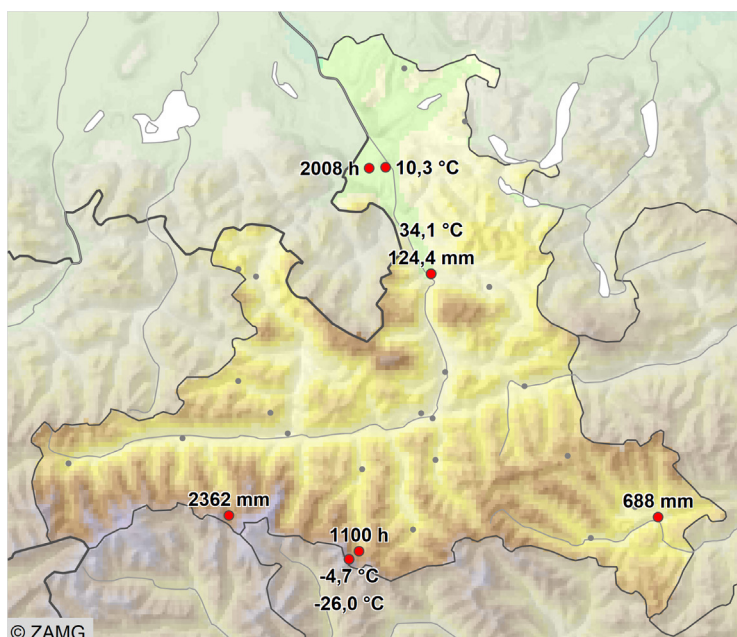 2008 h
10,3 °C
34,1 °C
124,4 mm
2362 mm
688 mm
1100 h
-4,7 °C
-26,0 °C
© ZAMG